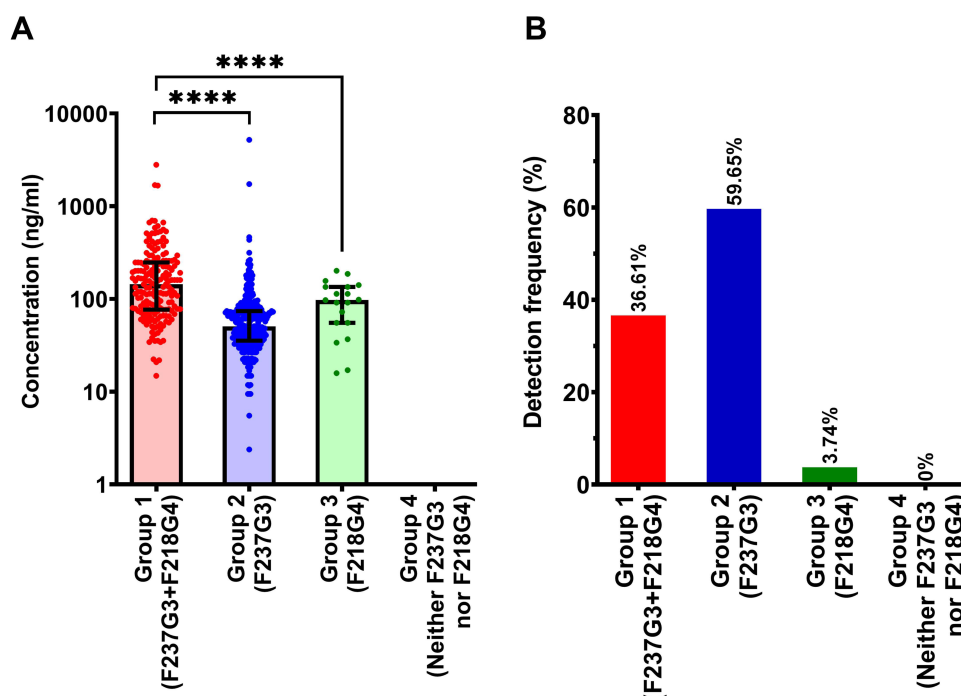 A
****
****
Concentration (ng/ml)
10000
1000
100
10
1
Group 1
(F237G3+F218G4)
Group 2
(F237G3)
Group 3
(F218G4)
Group 4
(Neither F237G3
nor F218G4)
B
Detection frequency (%)
80
60
40
20
0
36.61%
59.65%
3.74%
0%
Group 1
(F237G3+F218G4)
Group 2
(F237G3)
Group 3
(F218G4)
Group 4
(Neither F237G3
nor F218G4)